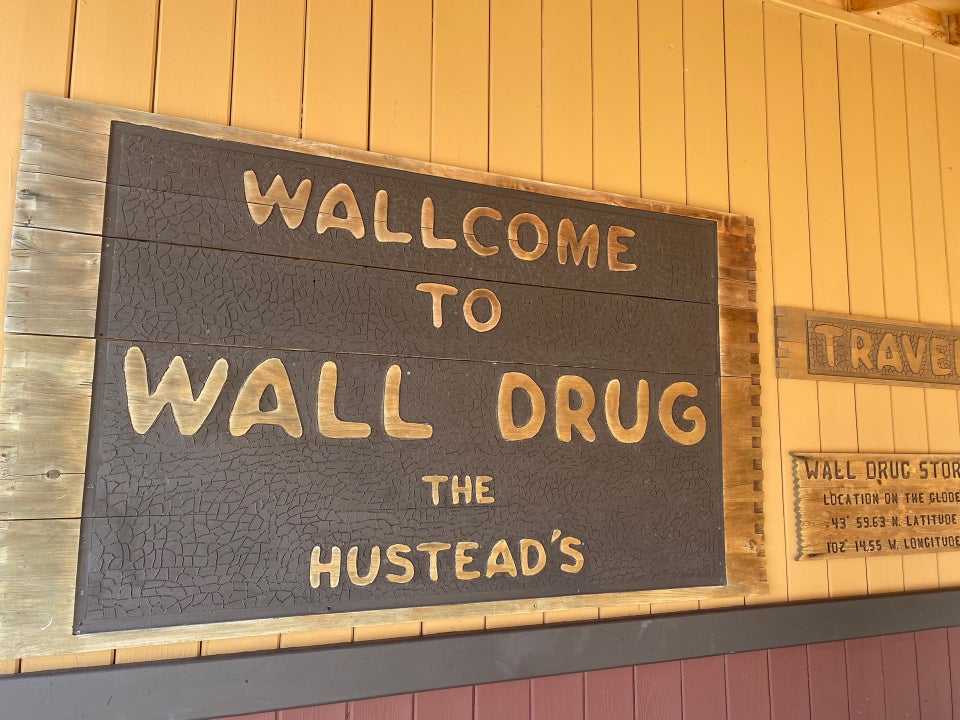 WALLCOME
TO
WALL DRUG
THE
HUSTEAD'S
WALL DRUG
LOCATION ON THE GLOBE
43° 59.63 N. LATITUDE
102° 14.55 W. LONGITUDE